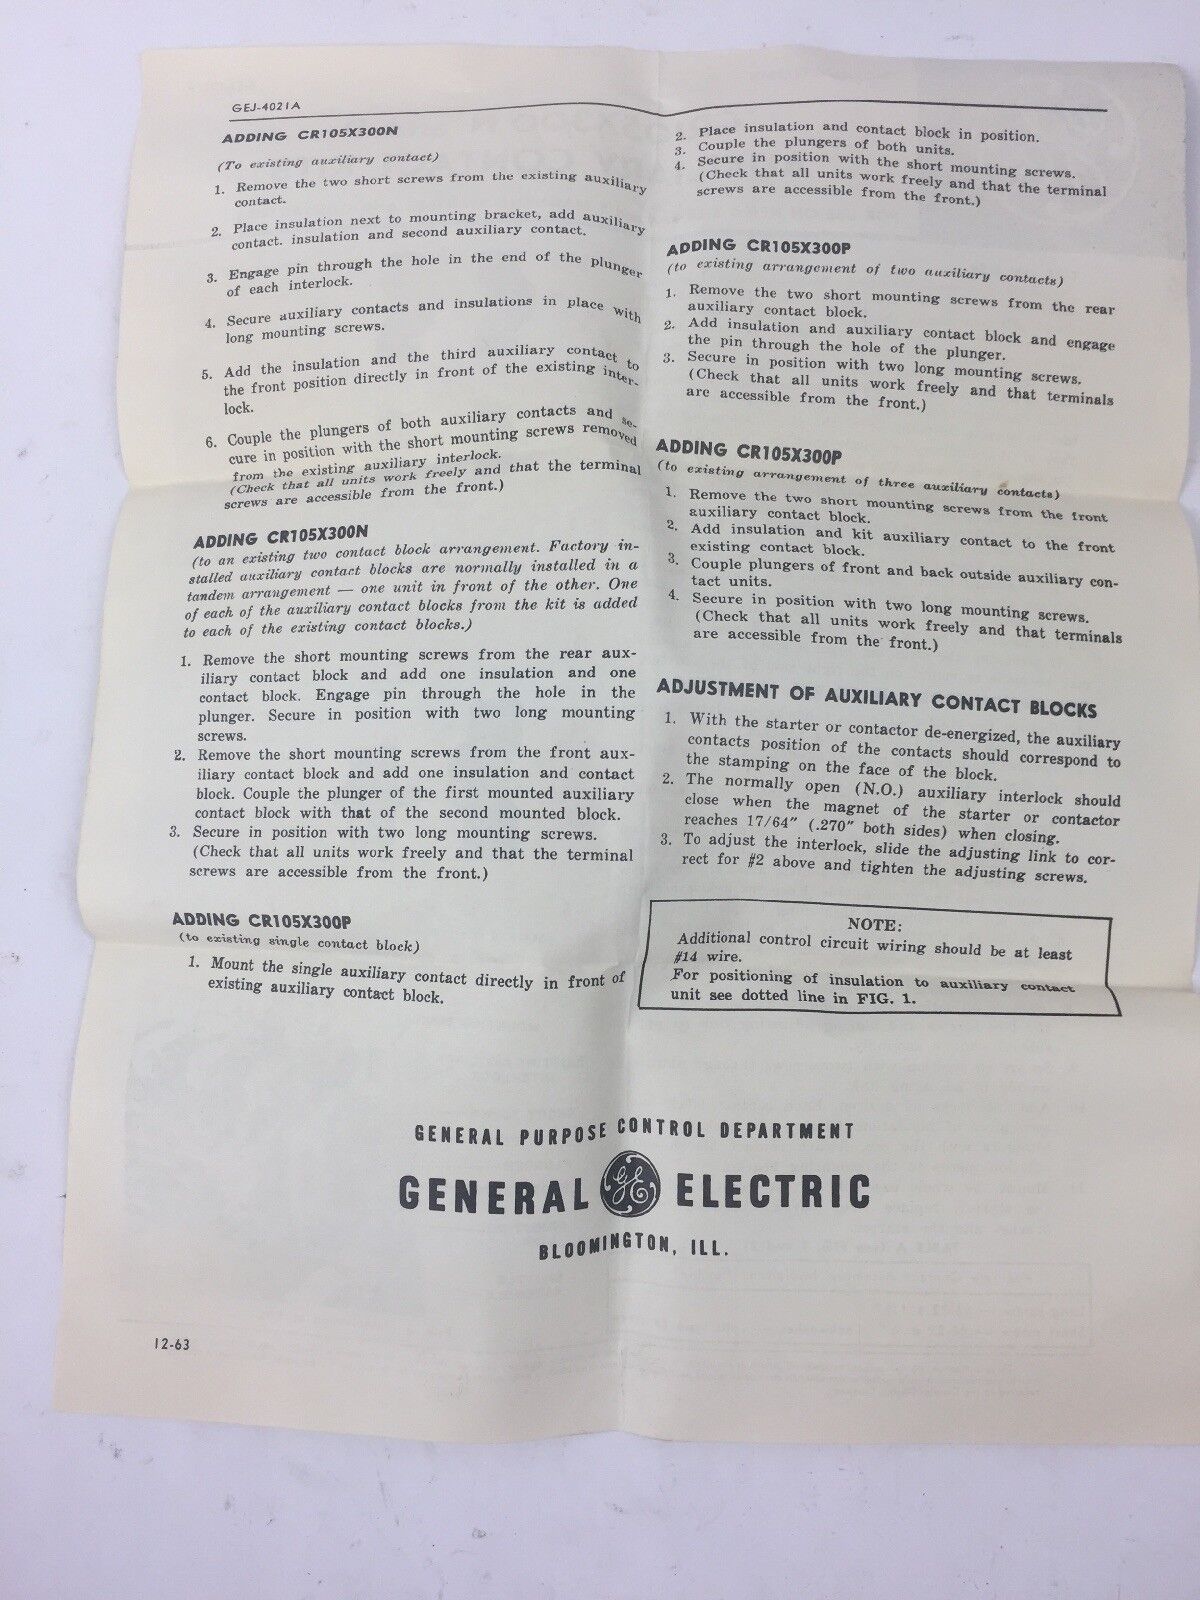 GEJ-4021A
ADDING CR105X300N
(To existing auxiliary contact)
1. Remove the two short screws from the existing auxiliary
contact.
2. Place insulation next to mounting bracket, add auxiliary
contact. insulation and second auxiliary contact.
3. Engage pin through the hole in the end of the plunger
of each interlock.
4. Secure auxiliary contacts and insulations in place with
long mounting screws.
5. Add the insulation and the third auxiliary contact to
the front position directly in front of the existing inter-
lock.
6. Couple the plungers of both auxiliary contacts and se-
cure in position with the short mounting screws removed
from the existing auxiliary interlock.
(Check that all units work freely and that the terminal
screws are accessible from the front.)
ADDING CR105X300N
(to an existing two contact block arrangement. Factory in-
stalled auxiliary contact blocks are normally installed in a
tandem arrangement — one unit in front of the other. One
of each of the auxiliary contact blocks from the kit is added
to each of the existing contact blocks.)
1. Remove the short mounting screws from the rear aux-
iliary contact block and add one insulation and one
contact block. Engage pin through the hole in the
plunger. Secure in position with two long mounting
screws.
2. Remove the short mounting screws from the front aux-
iliary contact block and add one insulation and contact
block. Couple the plunger of the first mounted auxiliary
contact block with that of the second mounted block.
3. Secure in position with two long mounting screws.
(Check that all units work freely and that the terminal
screws are accessible from the front.)
ADDING CR105X300P
(to existing single contact block)
1. Mount the single auxiliary contact directly in front of
existing auxiliary contact block.
2. Place insulation and contact block in position.
3. Couple the plungers of both units.
4. Secure in position with the short mounting screws.
(Check that all units work freely and that the terminal
screws are accessible from the front.)
ADDING CR105X300P
(to existing arrangement of two auxiliary contacts)
1. Remove the two short mounting screws from the rear
auxiliary contact block.
2. Add insulation and auxiliary contact block and engage
the pin through the hole of the plunger.
3. Secure in position with two long mounting screws.
(Check that all units work freely and that terminals
are accessible from the front.)
ADDING CR105X300P
(to existing arrangement of three auxiliary contacts)
1. Remove the two short mounting screws from the front
auxiliary contact block.
2. Add insulation and kit auxiliary contact to the front
existing contact block.
3. Couple plungers of front and back outside auxiliary con-
tact units.
4. Secure in position with two long mounting screws.
(Check that all units work freely and that terminals
are accessible from the front.)
ADJUSTMENT OF AUXILIARY CONTACT BLOCKS
1. With the starter or contactor de-energized, the auxiliary
contacts position of the contacts should correspond to
the stamping on the face of the block.
2. The normally open (N.O.) auxiliary interlock should
close when the magnet of the starter or contactor
reaches 17/64" (.270" both sides) when closing.
3. To adjust the interlock, slide the adjusting link to cor-
rect for #2 above and tighten the adjusting screws.
NOTE:
Additional control circuit wiring should be at least
#14 wire.
For positioning of insulation to auxiliary contact
unit see dotted line in FIG. 1.
GENERAL PURPOSE CONTROL DEPARTMENT
GENERAL GE ELECTRIC
BLOOMINGTON, ILL.
12-63